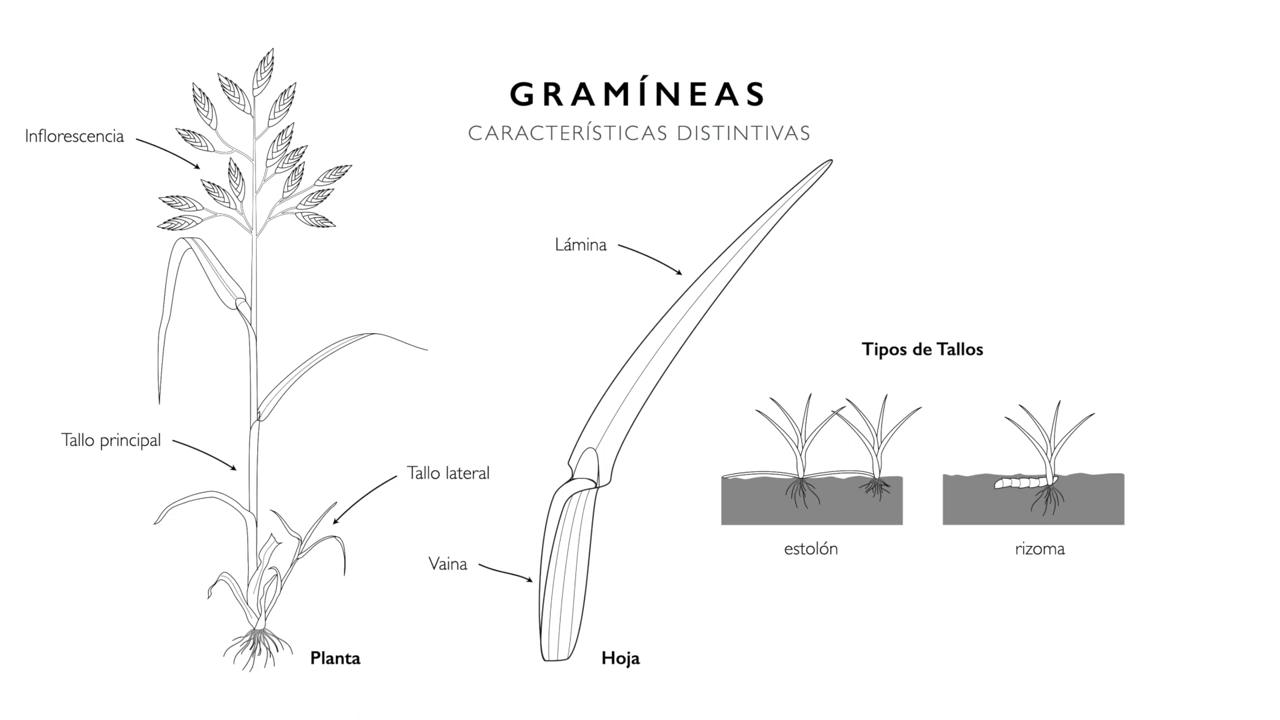 GRAMÍNEAS
CARACTERÍSTICAS DISTINTIVAS
Inflorescencia
Tallo principal
Tallo lateral
Planta
Lámina
Vaina
Hoja
Tipos de Tallos
estolón
rizoma